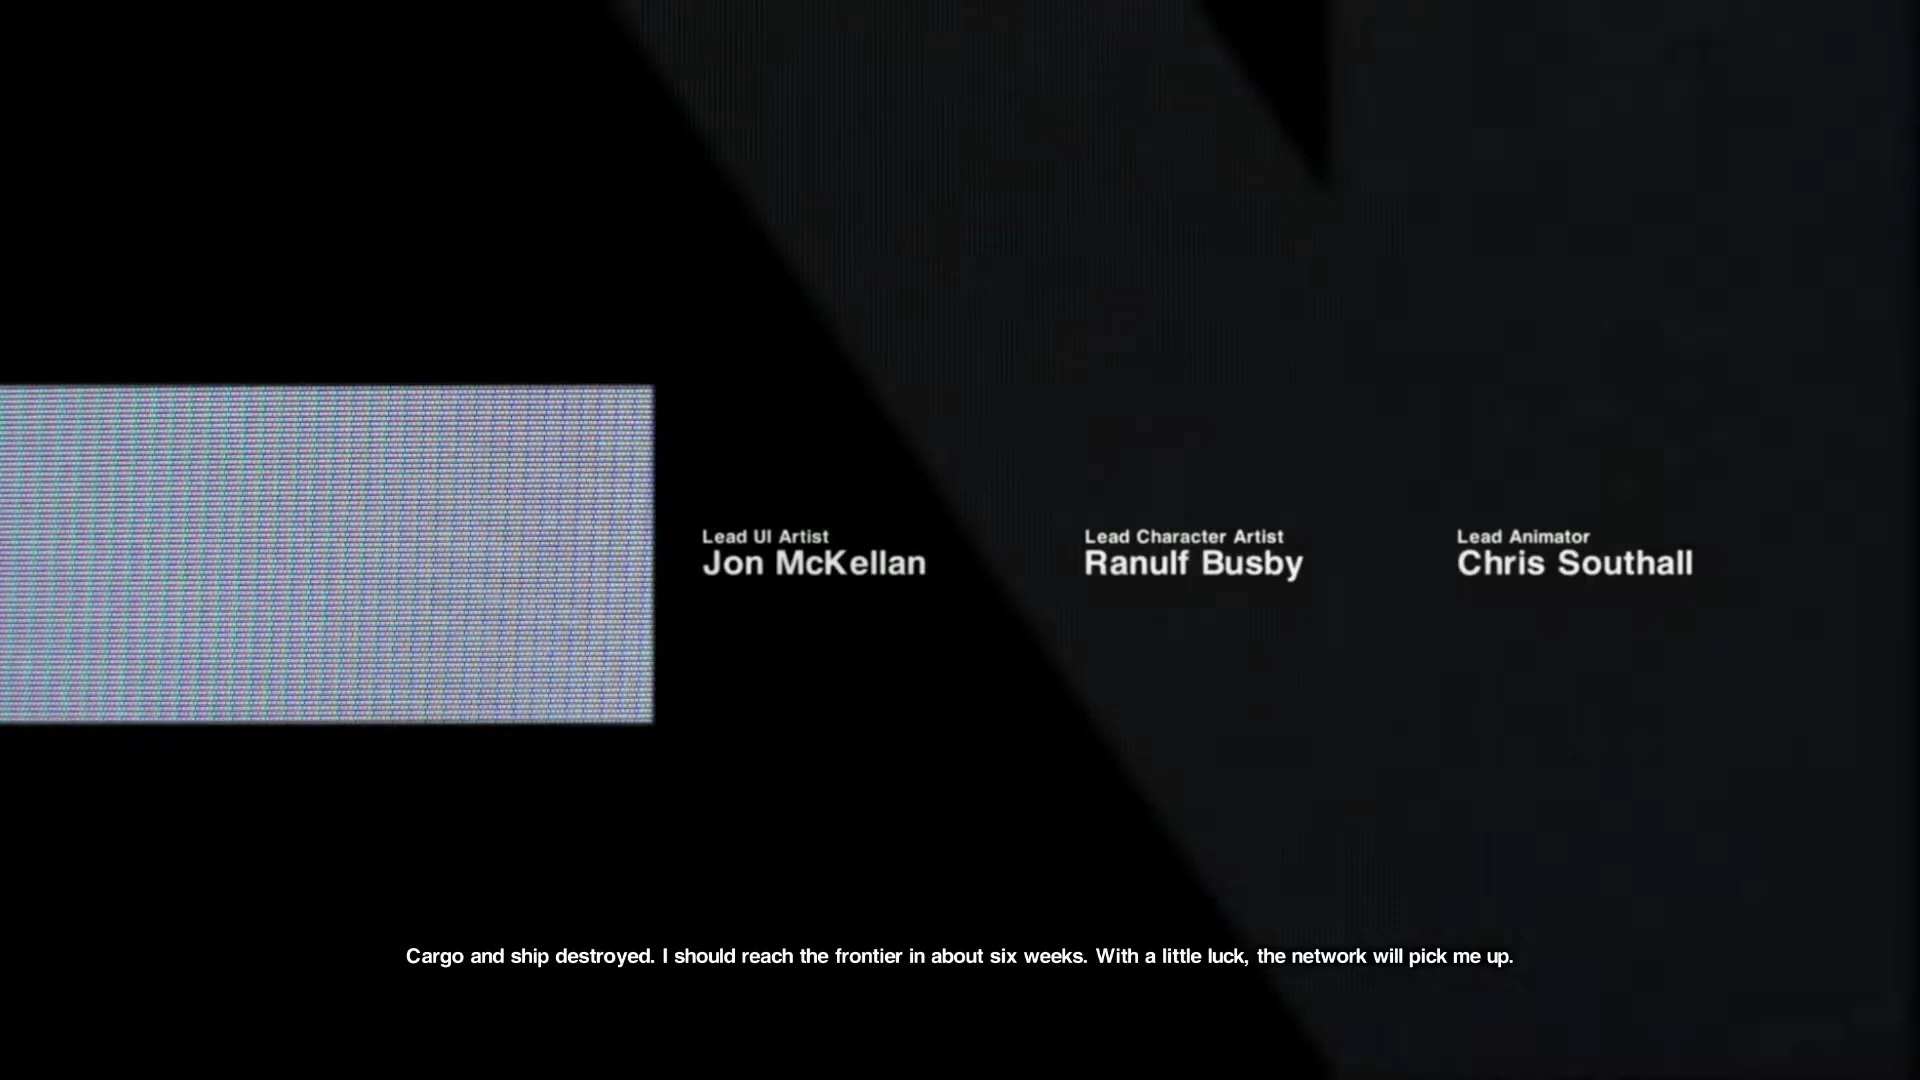 Lead UI Artist
Jon McKellan
Lead Character Artist
Ranulf Busby
Lead Animator
Chris Southall
Cargo and ship destroyed. I should reach the frontier in about six weeks. With a little luck, the network will pick me up.